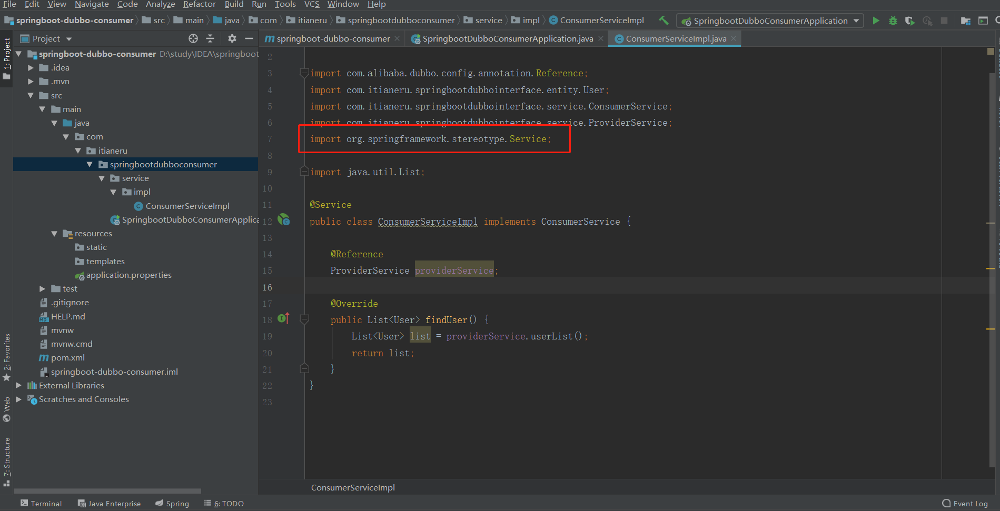 File Edit View Navigate Code Analyze Refactor Build Run Tools VCS Window Help
springboot-dubbo-consumer src main java com itianeru springbootdubboconsumer service impl ConsumerServiceImpl SpringbootDubboConsumerApplication
Project
springboot-dubbo-consumer
SpringbootDubboConsumerApplication.java
ConsumerServiceImpl.java
1: Project
2: Favorites
Web
7: Structure
springboot-dubbo-consumer D:\study\IDEA\springboot
.idea
.mvn
src
main
java
com
itianeru
springbootdubboconsumer
service
impl
ConsumerServiceImpl
SpringbootDubboConsumerApplica
resources
static
templates
application.properties
test
.gitignore
HELP.md
mvnw
mvnw.cmd
pom.xml
springboot-dubbo-consumer.iml
External Libraries
Scratches and Consoles
2
3 import com.alibaba.dubbo.config.annotation.Reference;
4 import com.itianeru.springbootdubbointerface.entity.User;
5 import com.itianeru.springbootdubbointerface.service.ConsumerService;
6 import com.itianeru.springbootdubbointerface.service.ProviderService;
7 import org.springframework.stereotype.Service;
8
9 import java.util.List;
10
11 @Service
12 public class ConsumerServiceImpl implements ConsumerService {
13
14 @Reference
15 ProviderService providerService;
16
17 @Override
18 public List<User> findUser() {
19 List<User> list = providerService.userList();
20 return list;
21 }
22 }
23
ConsumerServiceImpl
Terminal Java Enterprise Spring 6: TODO Event Log